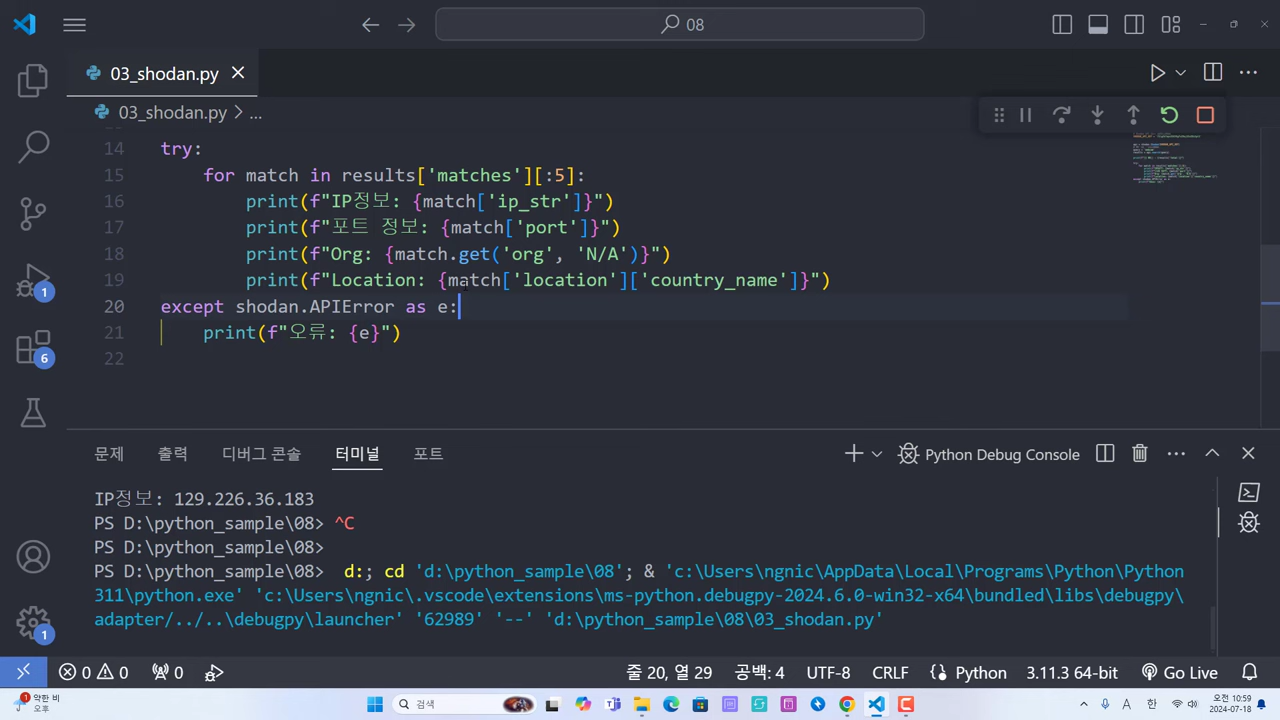 08
03_shodan.py
03_shodan.py > ...
14 try:
15 for match in results['matches'][:5]:
16 print(f"IP정보: {match['ip_str']}")
17 print(f"포트 정보: {match['port']}")
18 print(f"Org: {match.get('org', 'N/A')}")
19 print(f"Location: {match['location']['country_name']}")
20 except shodan.APIError as e:
21 print(f"오류: {e}")
22
1
6
문제 출력 디버그 콘솔 터미널 포트 Python Debug Console
IP정보: 129.226.36.183
PS D:\python_sample\08> ^C
PS D:\python_sample\08>
PS D:\python_sample\08> d:; cd 'd:\python_sample\08'; & 'c:\Users\ngnic\AppData\Local\Programs\Python\Python
311\python.exe' 'c:\Users\ngnic\.vscode\extensions\ms-python.debugpy-2024.6.0-win32-x64\bundled\libs\debugpy\
adapter/../..\debugpy\launcher' '62989' '--' 'd:\python_sample\08\03_shodan.py'
1
0 0 0 줄 20, 열 29 공백: 4 UTF-8 CRLF Python 3.11.3 64-bit Go Live
약한 비
오후
검색
A 한
오전 10:59
2024-07-18